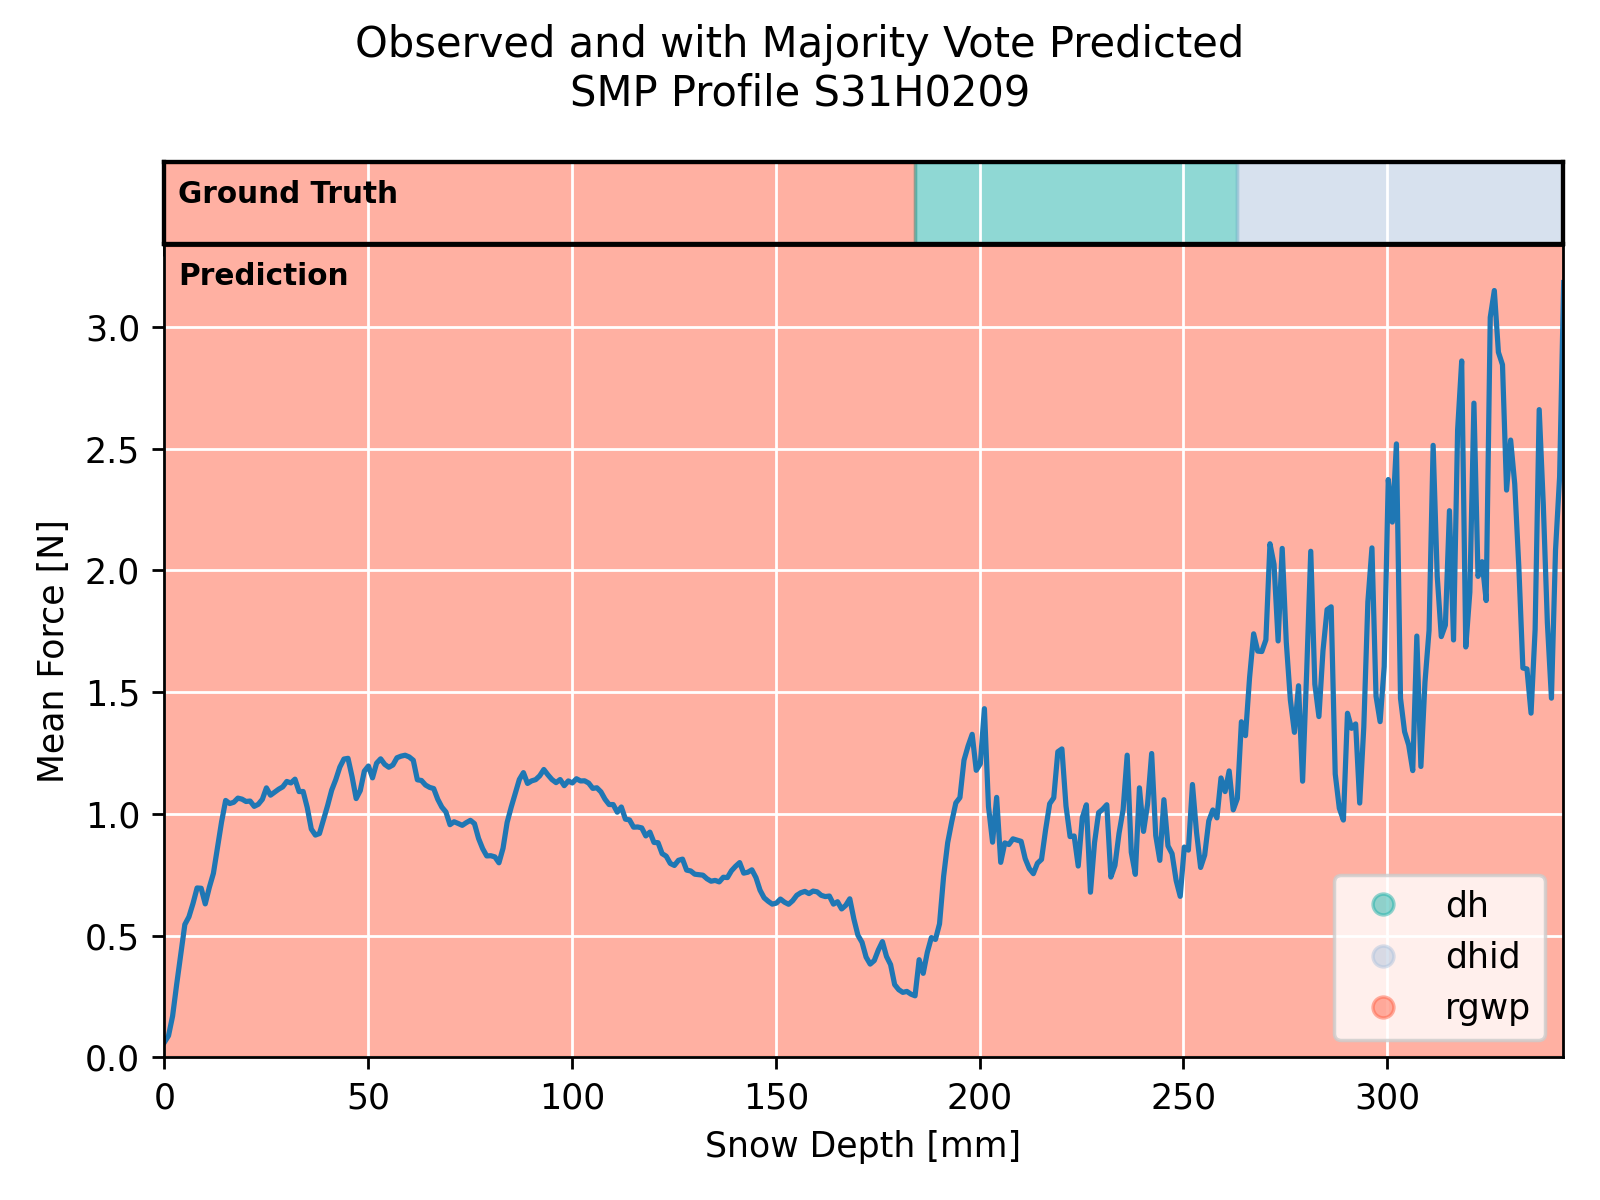 Observed and with Majority Vote Predicted
SMP Profile S31H0209
Ground Truth
Prediction
3.0
2.5
2.0
1.5
1.0
0.5
0.0
Mean Force [N]
dh
dhid
rgwp
0 50 100 150 200 250 300
Snow Depth [mm]